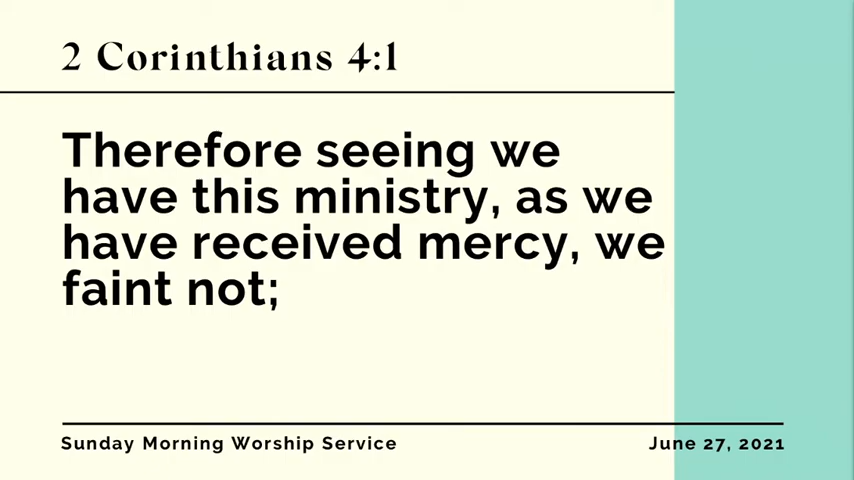 2 Corinthians 4:1
Therefore seeing we
have this ministry, as we
have received mercy, we
faint not;
Sunday Morning Worship Service
June 27, 2021